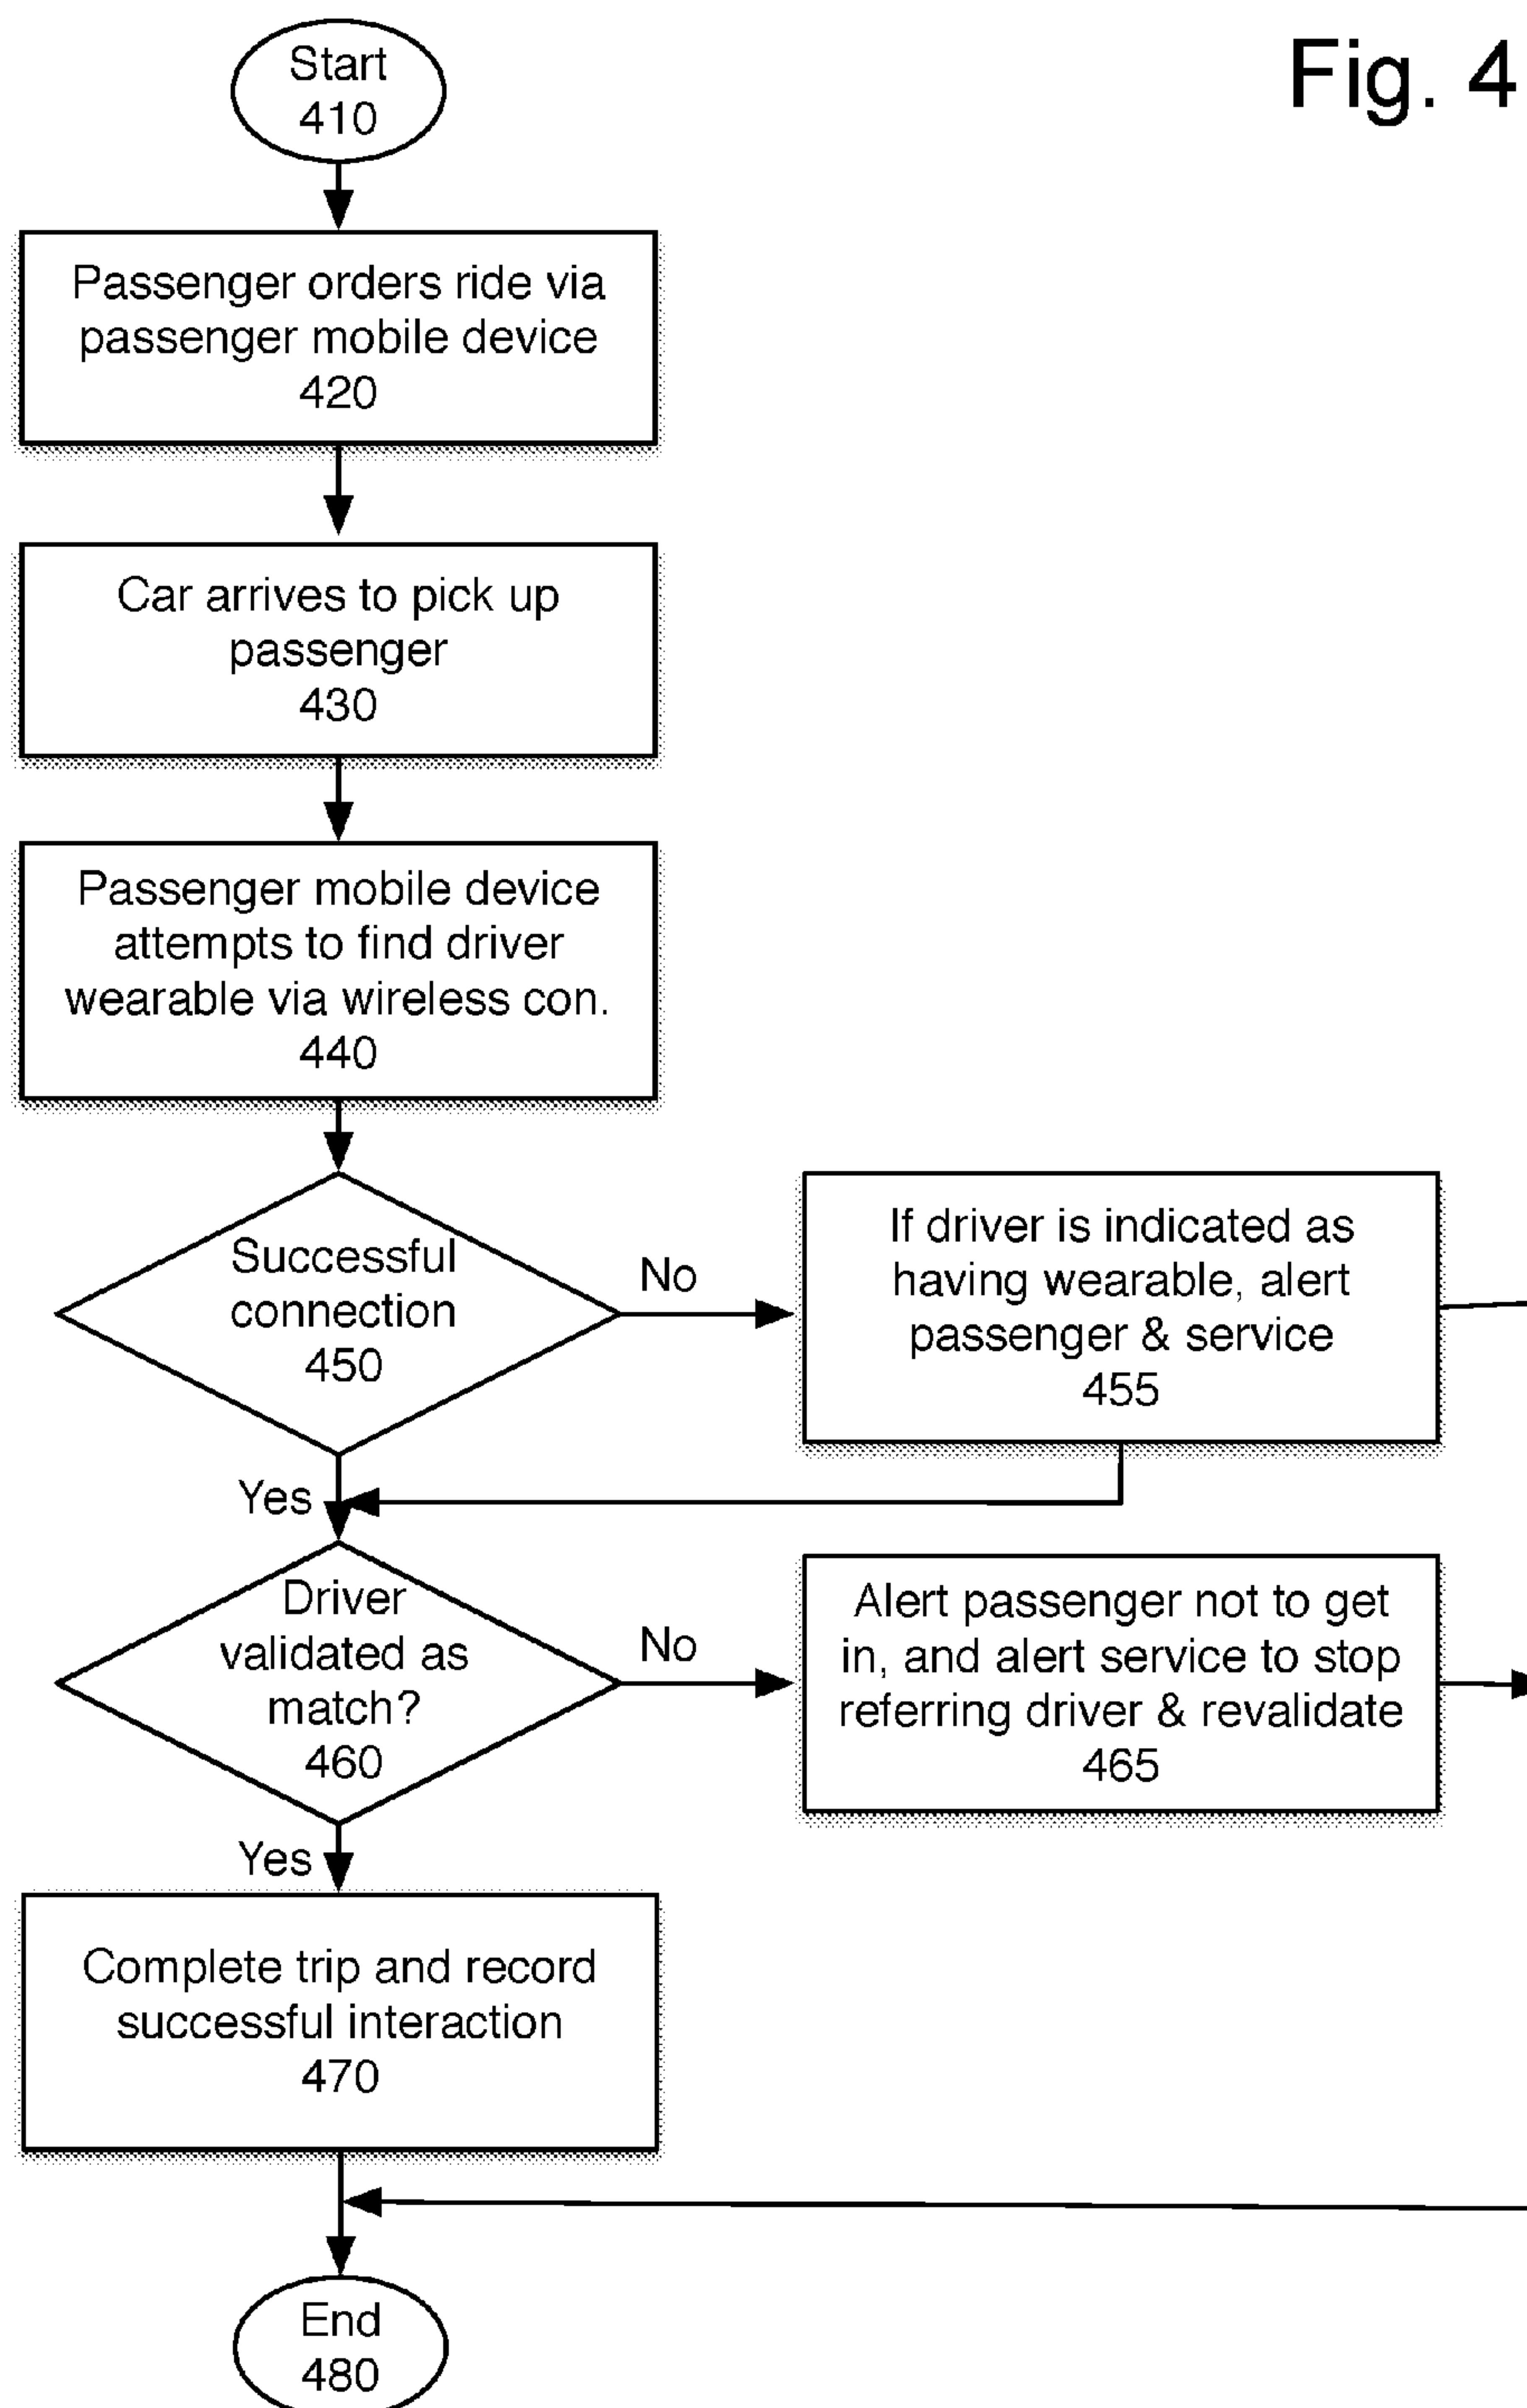 Fig. 4
Start
410
Passenger orders ride via
passenger mobile device
420
Car arrives to pick up
passenger
430
Passenger mobile device
attempts to find driver
wearable via wireless con.
440
Successful
connection
450
No
If driver is indicated as
having wearable, alert
passenger & service
455
Yes
Driver
validated as
match?
460
No
Alert passenger not to get
in, and alert service to stop
referring driver & revalidate
465
Yes
Complete trip and record
successful interaction
470
End
480